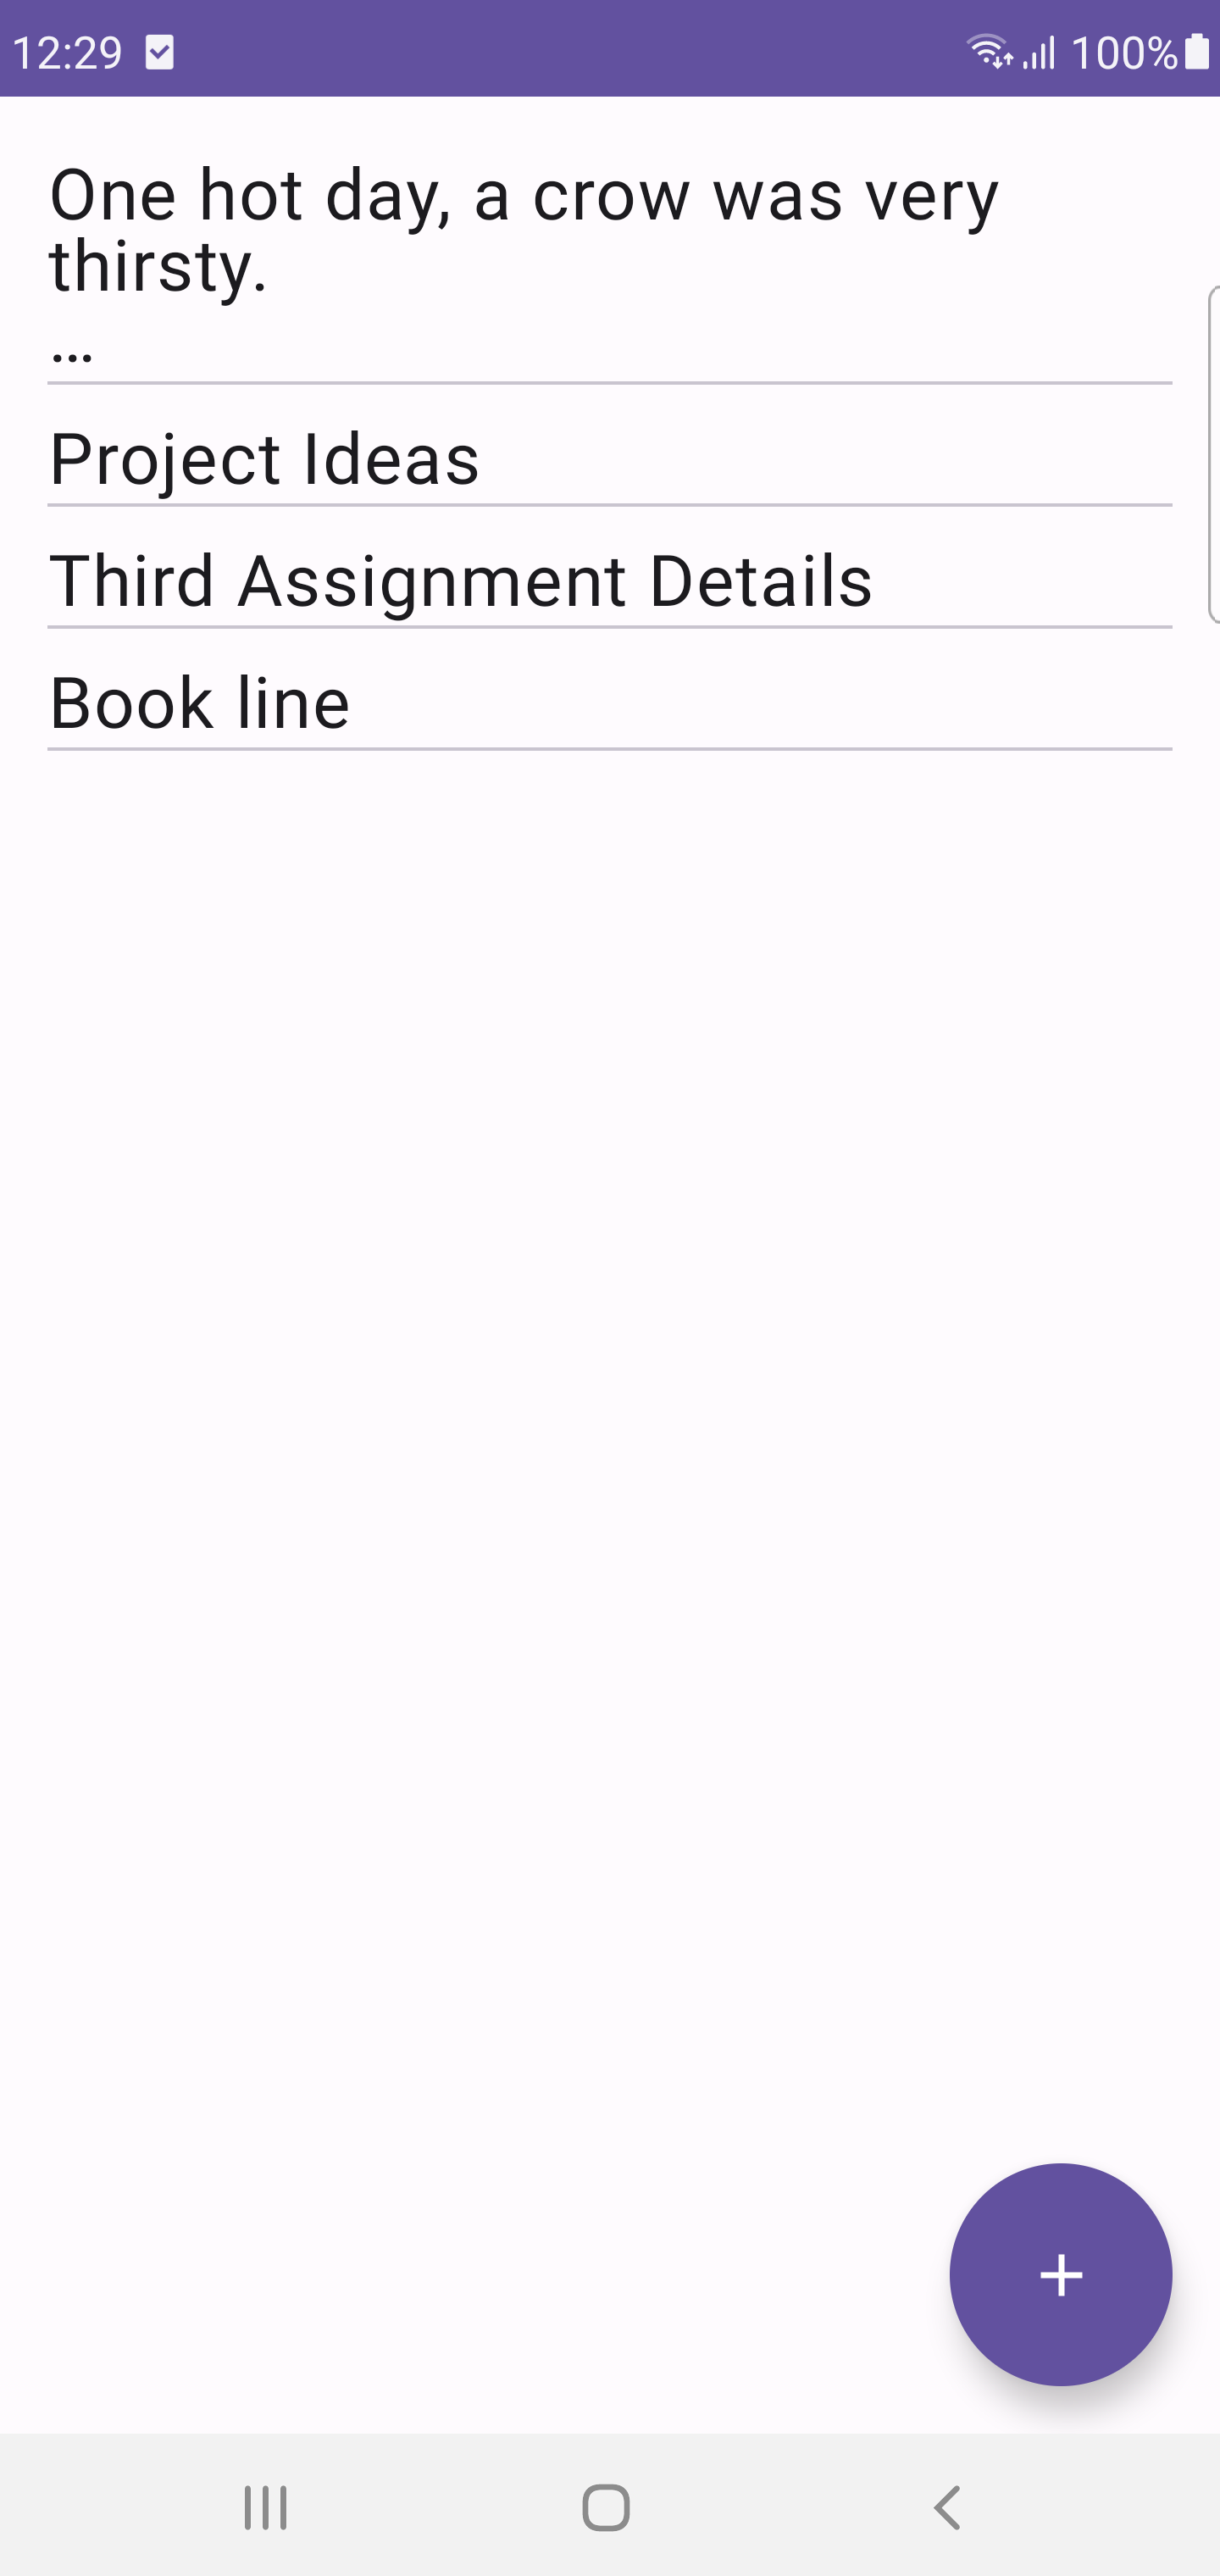 12:29
100%
One hot day, a crow was very
thirsty.
…
Project Ideas
Third Assignment Details
Book line